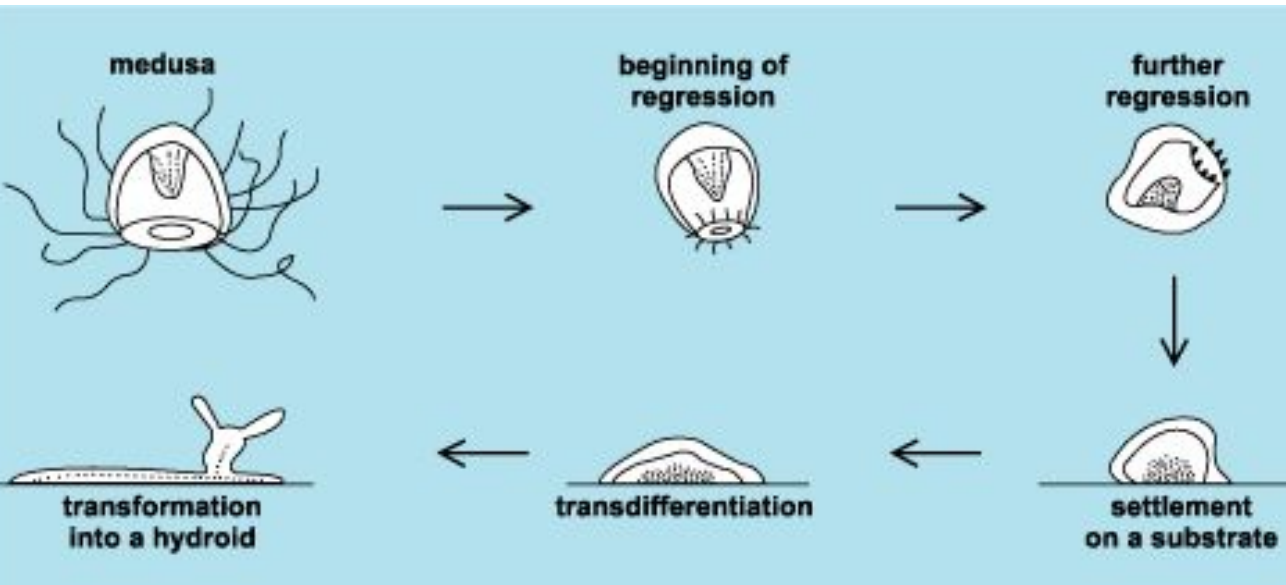 medusa
beginning of
regression
further
regression
settlement
on a substrate
transdifferentiation
transformation
into a hydroid